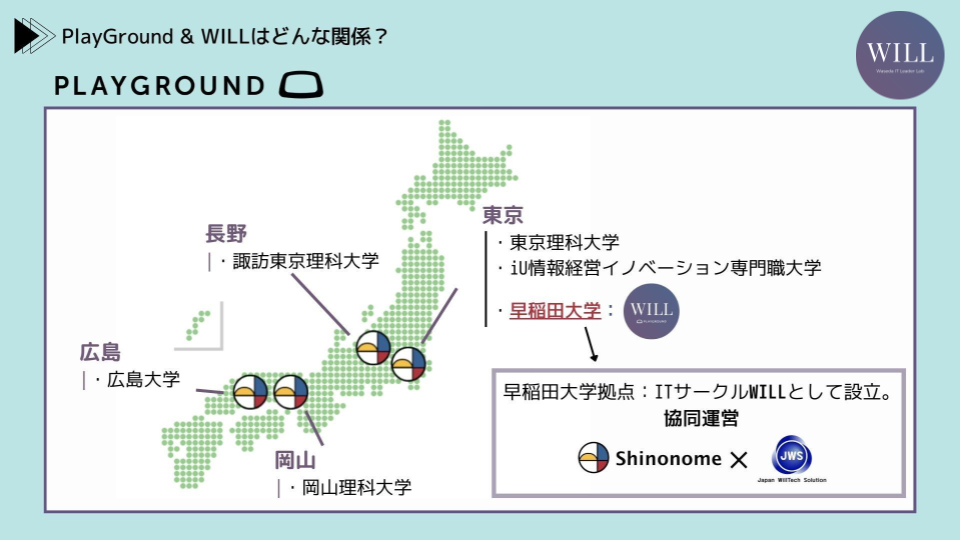 PlayGround & WILLはどんな関係？
WILL
Waseda IT Leader Lab
PLAYGROUND
東京
・東京理科大学
・iU情報経営イノベーション専門職大学
・早稲田大学：
WILL
PLAYGROUND
長野
・諏訪東京理科大学
広島
・広島大学
岡山
・岡山理科大学
早稲田大学拠点：ITサークルWILLとして設立。
協同運営
Shinonome ×
JWS
Japan WillTech Solution